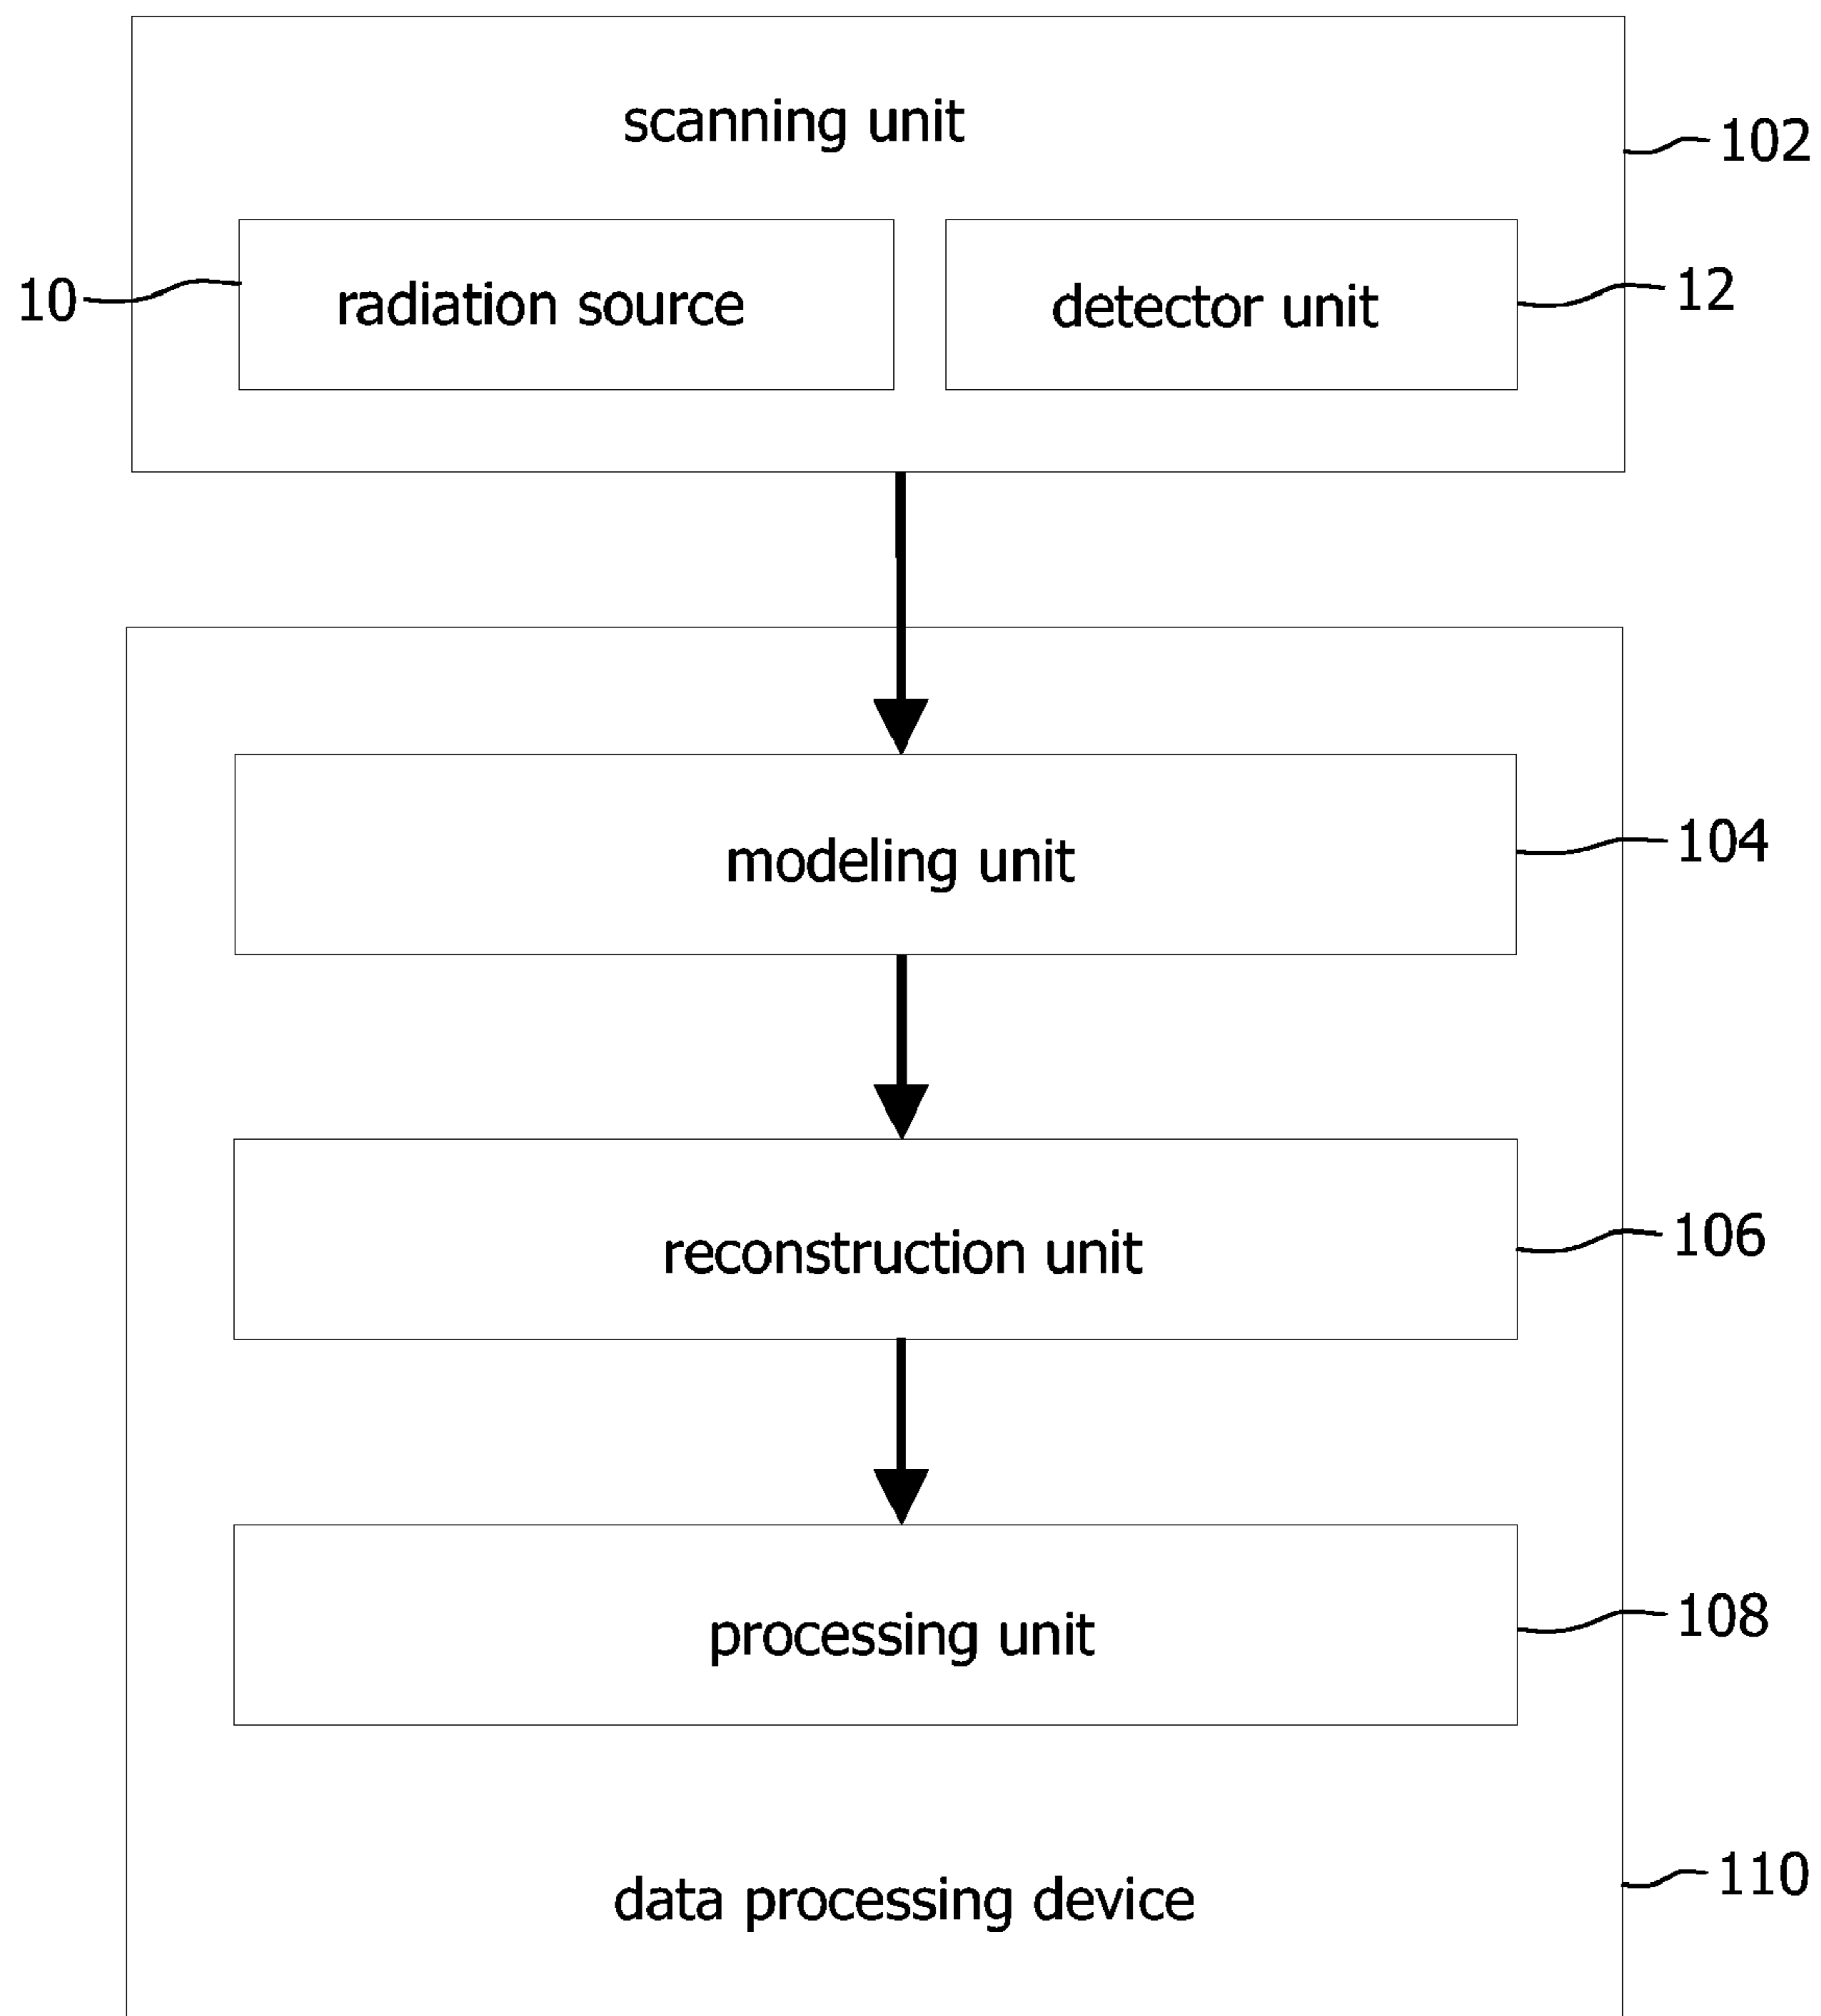 scanning unit
102
10
radiation source
detector unit
12
modeling unit
104
reconstruction unit
106
processing unit
108
data processing device
110